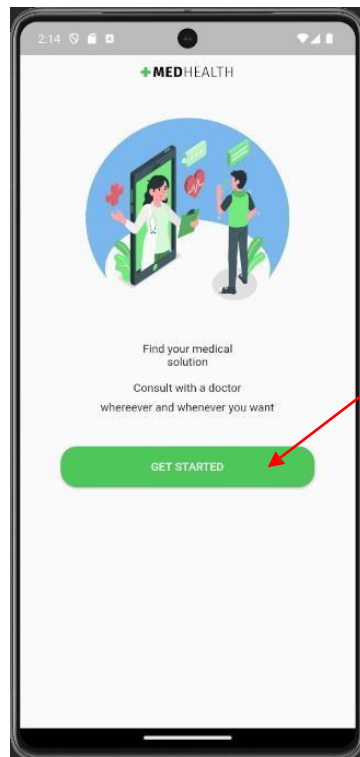 2:14
MEDHEALTH
Find your medical
solution
Consult with a doctor
whereever and whenever you want
GET STARTED